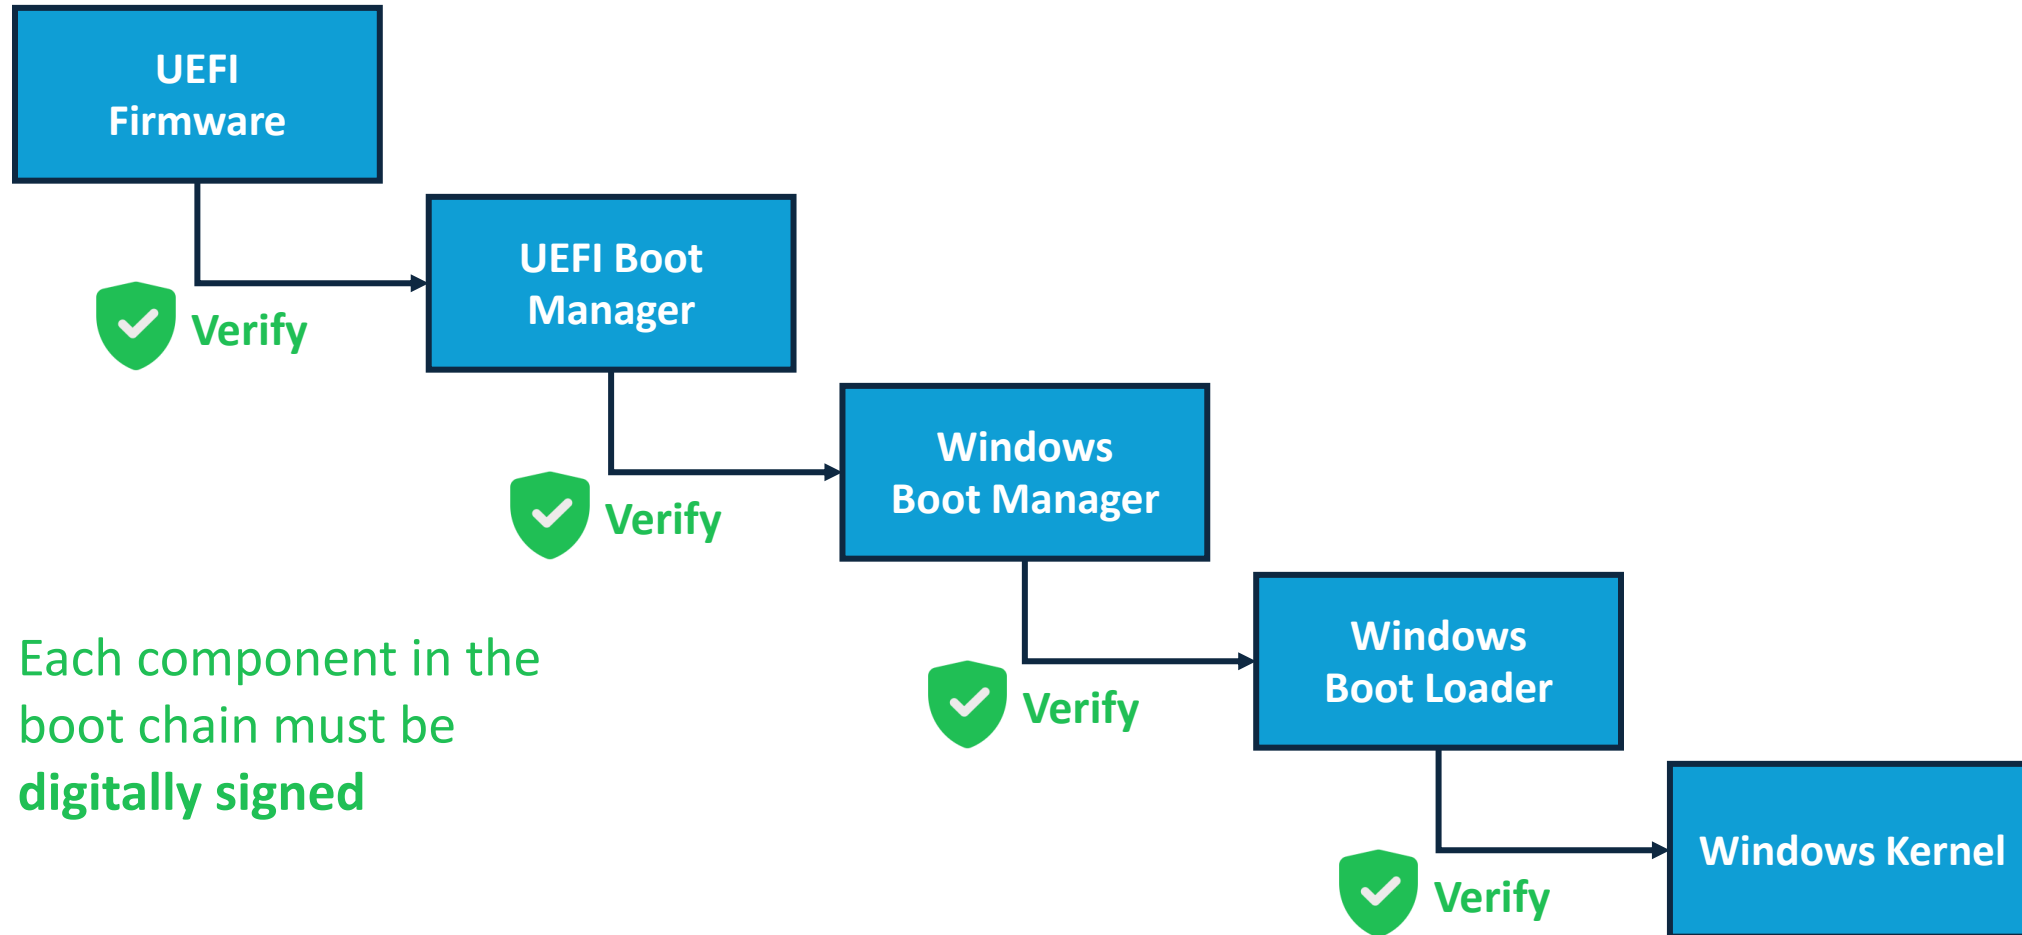 UEFI
Firmware
Verify
UEFI Boot
Manager
Verify
Windows
Boot Manager
Verify
Windows
Boot Loader
Verify
Windows Kernel
Each component in the
boot chain must be
digitally signed